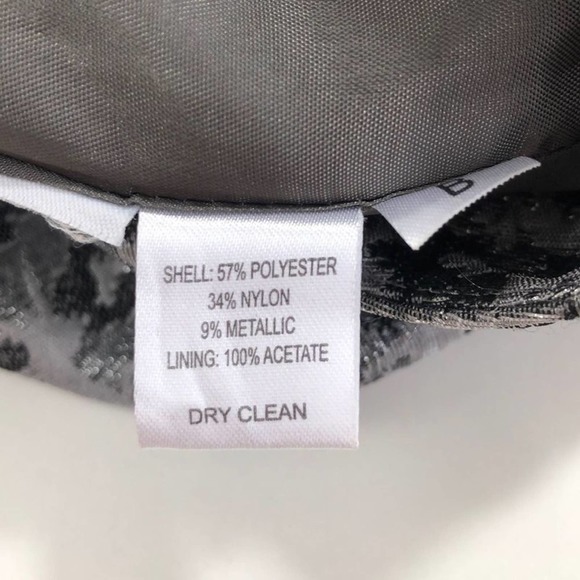 B
SHELL: 57% POLYESTER
34% NYLON
9% METALLIC
LINING: 100% ACETATE
DRY CLEAN